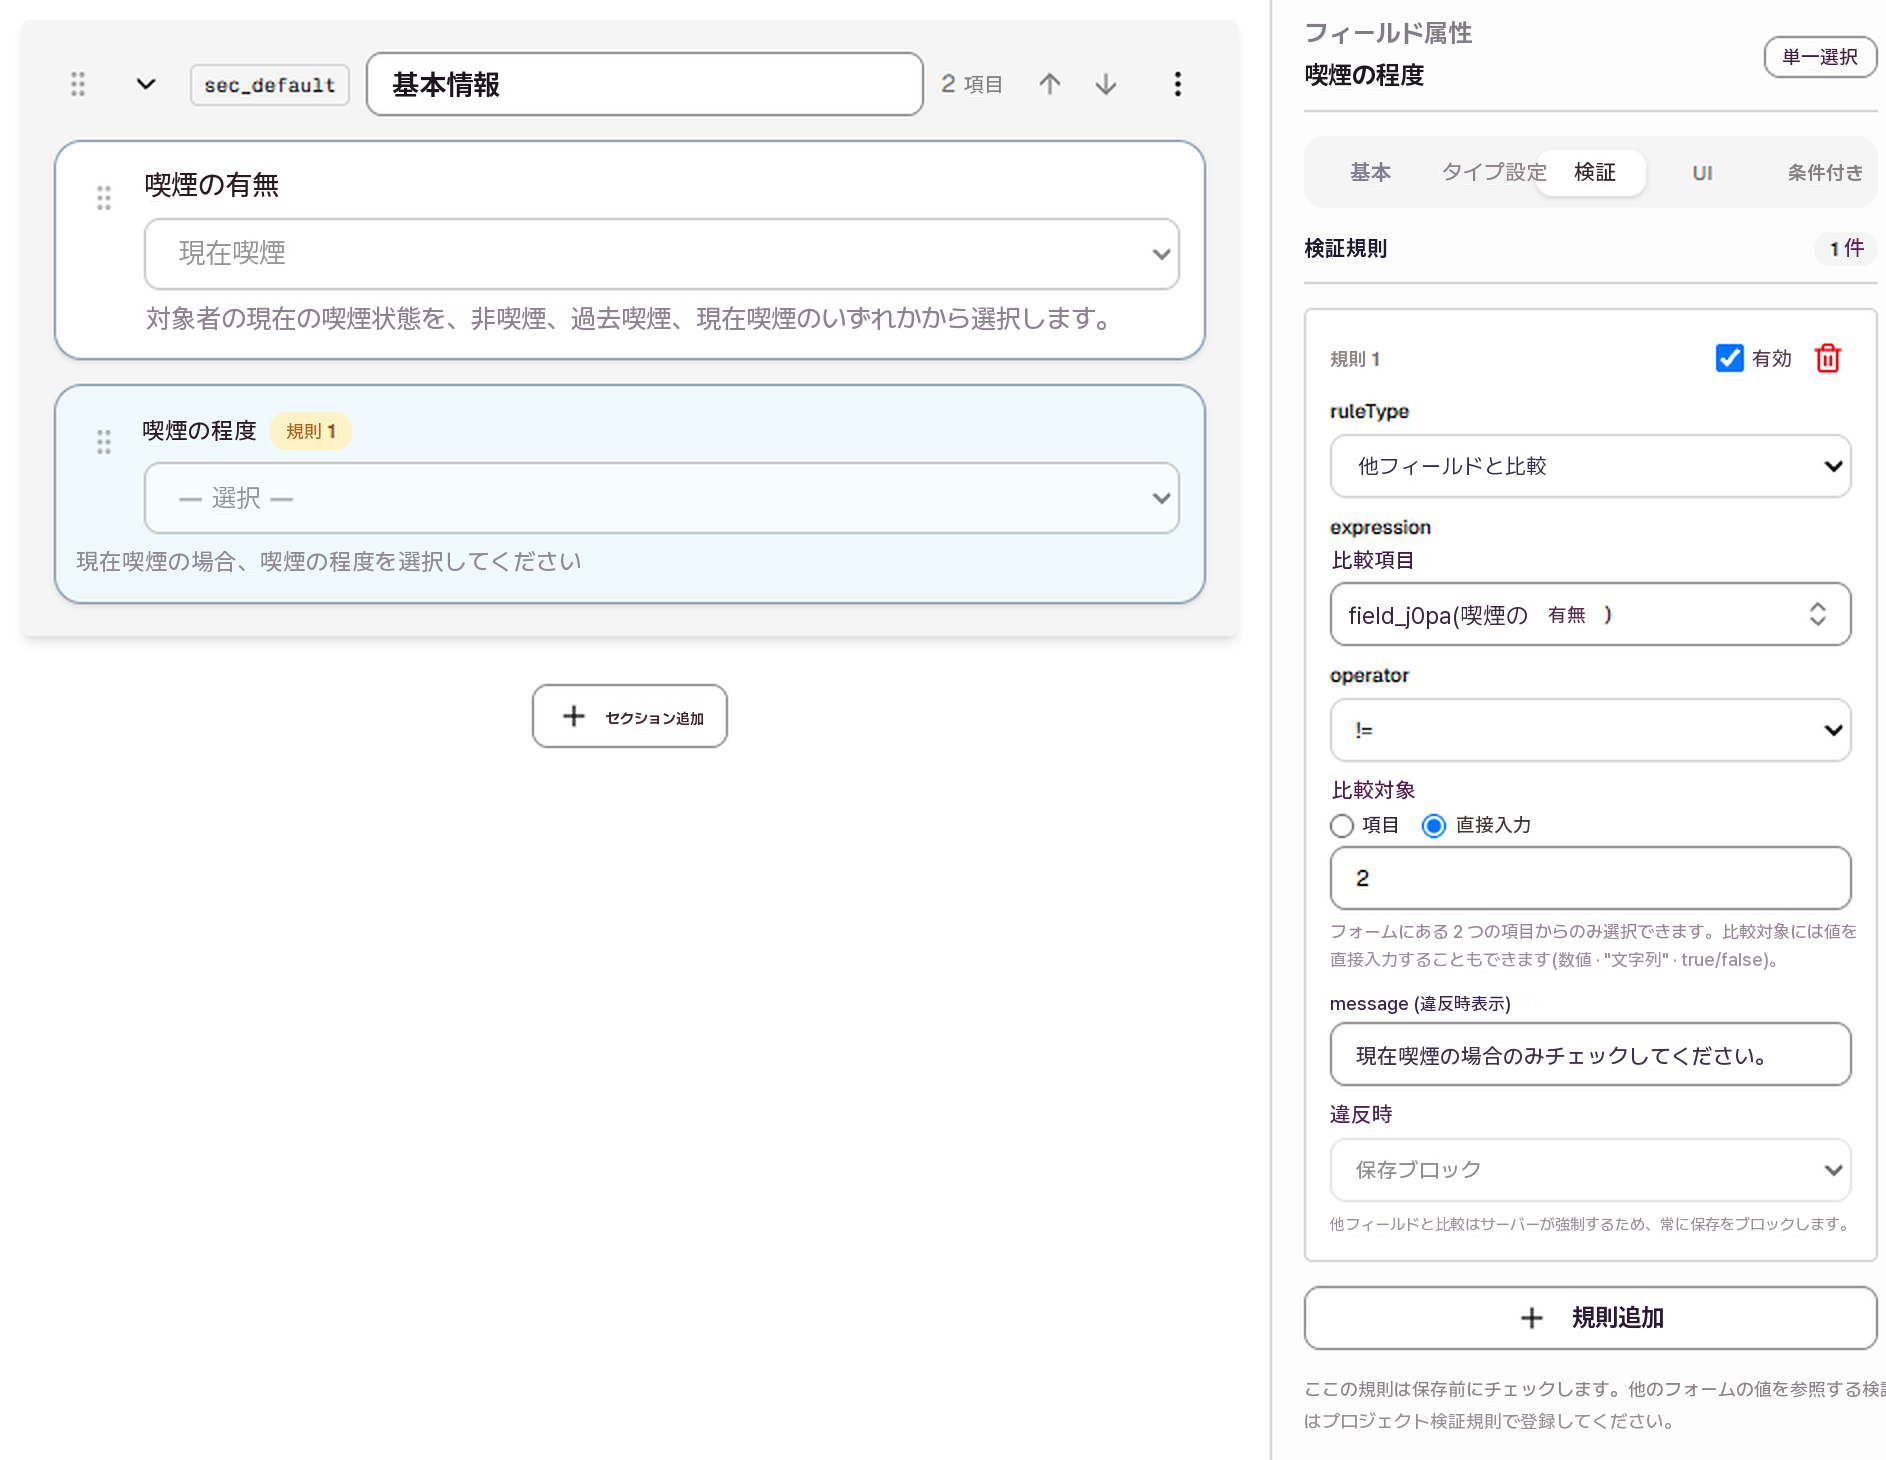 sec_default
基本情報
2 項目
喫煙の有無
現在喫煙
対象者の現在の喫煙状態を、非喫煙、過去喫煙、現在喫煙のいずれかから選択します。
喫煙の程度 規則 1
— 選択 —
現在喫煙の場合、喫煙の程度を選択してください
+ セクション追加
フィールド属性
喫煙の程度
単一選択
基本 タイプ設定 検証 UI 条件付き
検証規則
1 件
規則 1
有効
ruleType
他フィールドと比較
expression
比較項目
field_j0pa(喫煙の 有無 )
operator
!=
比較対象
項目 直接入力
2
フォームにある 2 つの項目からのみ選択できます。比較対象には値を
直接入力することもできます(数値 · "文字列" · true/false)。
message (違反時表示)
現在喫煙の場合のみチェックしてください。
違反時
保存ブロック
他フィールドと比較はサーバーが強制するため、常に保存をブロックします。
+ 規則追加
ここの規則は保存前にチェックします。他のフォームの値を参照する検
はプロジェクト検証規則で登録してください。